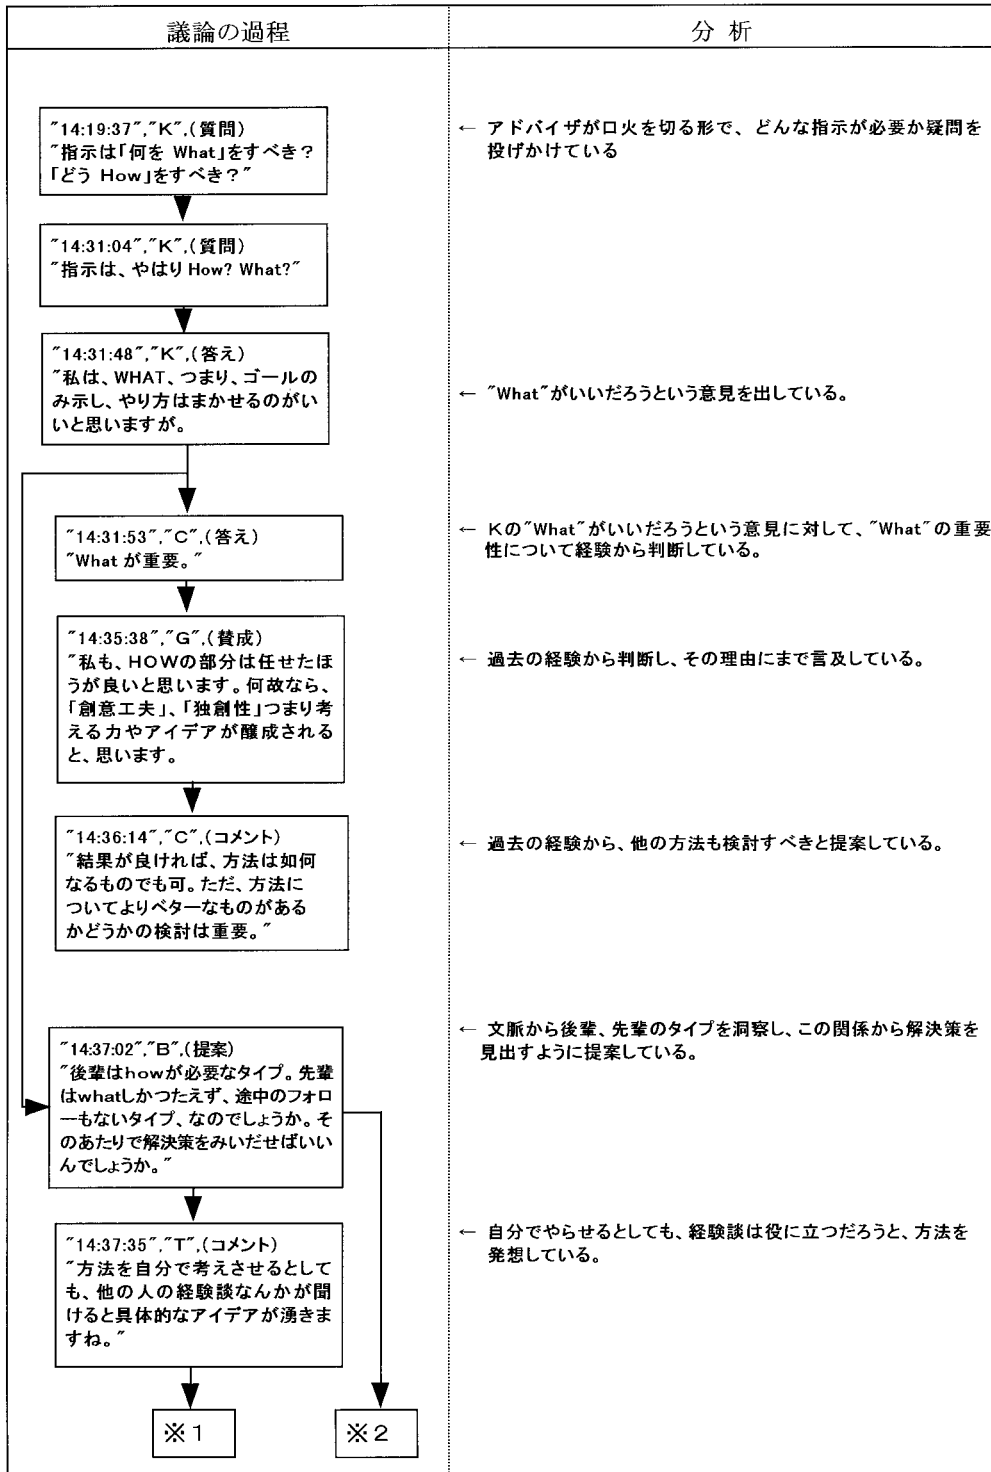 議論の過程
分 析
"14:19:37","K",(質問)
"指示は「何を What」をすべき?
「どう How」をすべき?"
← アドバイザが口火を切る形で、どんな指示が必要か疑問を
投げかけている
"14:31:04","K",(質問)
"指示は、やはり How? What?"
"14:31:48","K",(答え)
"私は、WHAT、つまり、ゴールの
み示し、やり方はまかせるのがい
いと思いますが。
← "What"がいいだろうという意見を出している。
"14:31:53","C",(答え)
"What が重要。"
← Kの"What"がいいだろうという意見に対して、"What"の重要
性について経験から判断している。
"14:35:38","G",(賛成)
"私も、HOWの部分は任せたほ
うが良いと思います。何故なら、
「創意工夫」、「独創性」つまり考
える力やアイデアが醸成される
と、思います。
← 過去の経験から判断し、その理由にまで言及している。
"14:36:14","C",(コメント)
"結果が良ければ、方法は如何
なるものでも可。ただ、方法に
ついてよりベターなものがある
かどうかの検討は重要。"
← 過去の経験から、他の方法も検討すべきと提案している。
"14:37:02","B",(提案)
"後輩はhowが必要なタイプ。先輩
はwhatしかつたえず、途中のフォロ
ーもないタイプ、なのでしょうか。そ
のあたりで解決策をみいだせばいい
んでしょうか。"
← 文脈から後輩、先輩のタイプを洞察し、この関係から解決策を
見出すように提案している。
"14:37:35","T",(コメント)
"方法を自分で考えさせるとして
も、他の人の経験談なんかが聞
けると具体的なアイデアが湧きま
すね。"
← 自分でやらせるとしても、経験談は役に立つだろうと、方法を
発想している。
※1
※2